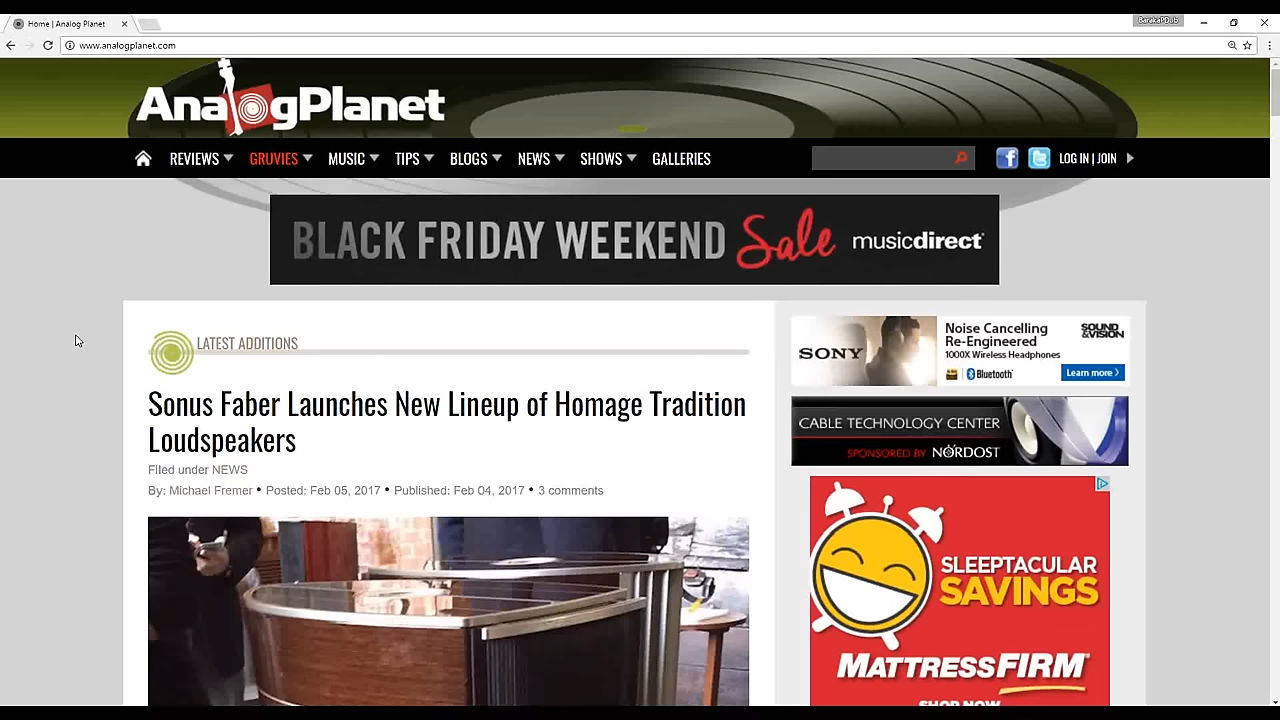 Home | Analog Planet
BarakaPDub
www.analogplanet.com
AnalogPlanet
REVIEWS GRUVIES MUSIC TIPS BLOGS NEWS SHOWS GALLERIES
LOG IN | JOIN
BLACK FRIDAY WEEKEND Sale musicdirect
LATEST ADDITIONS
Sonus Faber Launches New Lineup of Homage Tradition
Loudspeakers
Filed under NEWS
By: Michael Fremer • Posted: Feb 05, 2017 • Published: Feb 04, 2017 • 3 comments
SONY
Noise Cancelling
Re-Engineered
1000X Wireless Headphones
Bluetooth
Learn more >
SOUND
&VISION
CABLE TECHNOLOGY CENTER
SPONSORED BY NORDOST
SLEEPTACULAR
SAVINGS
MATTRESSFIRM
SHOP NOW